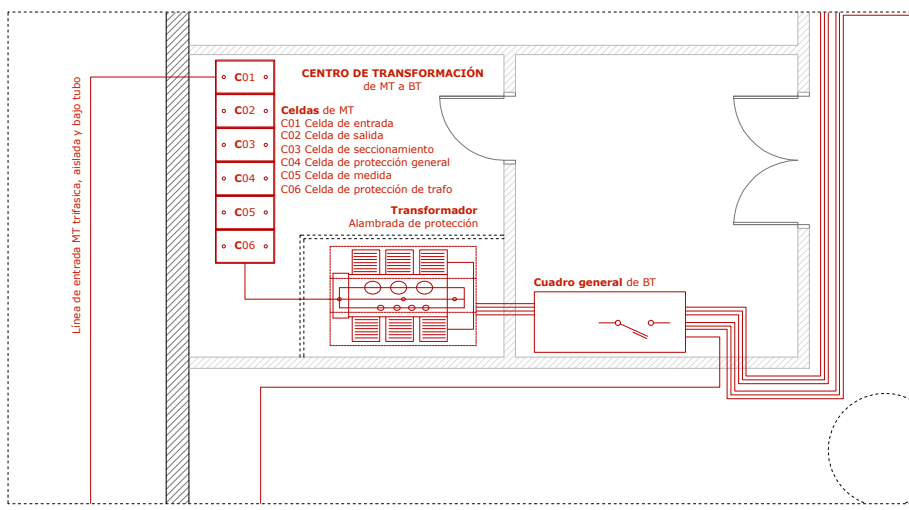 Línea de entrada MT trifasica, aislada y bajo tubo
C01
C02
C03
C04
C05
C06
CENTRO DE TRANSFORMACIÓN
de MT a BT
Celdas de MT
C01 Celda de entrada
C02 Celda de salida
C03 Celda de seccionamiento
C04 Celda de protección general
C05 Celda de medida
C06 Celda de protección de trafo
Transformador
Alambrada de protección
Cuadro general de BT